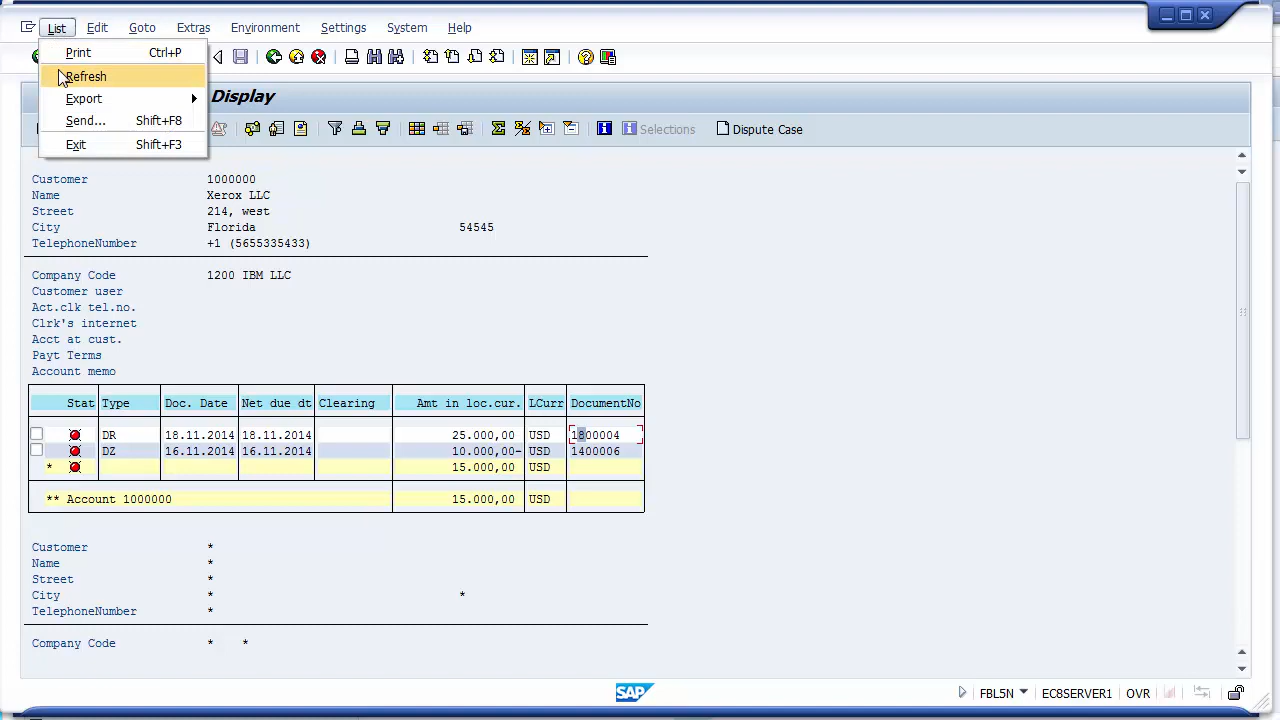 List Edit Goto Extras Environment Settings System Help
Print Ctrl+P
Refresh
Export
Send... Shift+F8
Exit Shift+F3
Display
Selections Dispute Case
Customer 1000000
Name Xerox LLC
Street 214, west
City Florida 54545
TelephoneNumber +1 (5655335433)
Company Code 1200 IBM LLC
Customer user
Act.clk tel.no.
Clrk's internet
Acct at cust.
Payt Terms
Account memo
Stat Type Doc. Date Net due dt Clearing Amt in loc.cur. LCurr DocumentNo
DR 18.11.2014 18.11.2014 25.000,00 USD 1800004
DZ 16.11.2014 16.11.2014 10.000,00- USD 1400006
* 15.000,00 USD
** Account 1000000 15.000,00 USD
Customer *
Name *
Street *
City * *
TelephoneNumber *
Company Code * *
SAP FBL5N EC8SERVER1 OVR